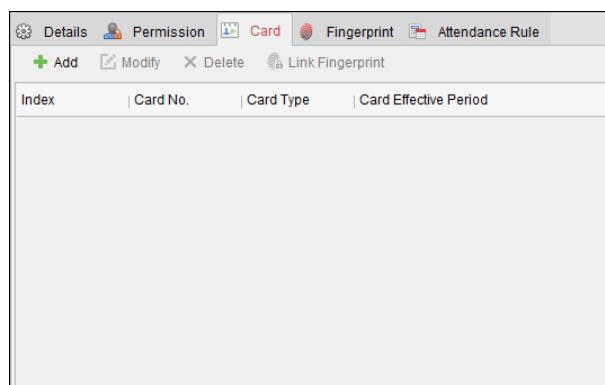 Details Permission Card Fingerprint Attendance Rule
Add Modify Delete Link Fingerprint
Index Card No. Card Type Card Effective Period